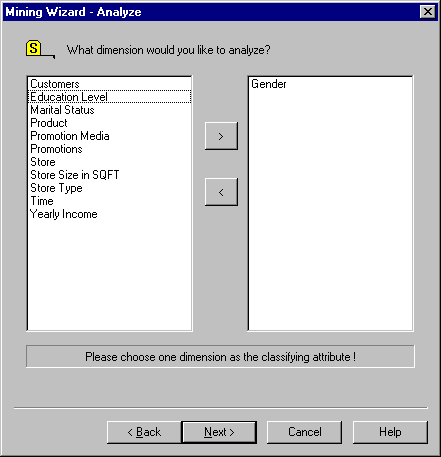 Mining Wizard - Analyze
S
What dimension would you like to analyze?
Customers
Education Level
Marital Status
Product
Promotion Media
Promotions
Store
Store Size in SQFT
Store Type
Time
Yearly Income
>
<
Gender
Please choose one dimension as the classifying attribute !
< Back
Next >
Cancel
Help